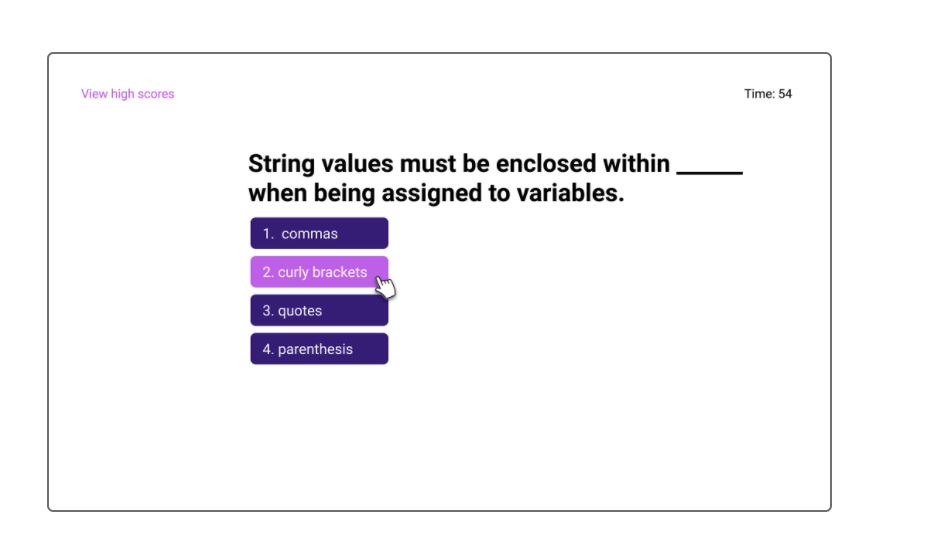 View high scores
Time: 54
String values must be enclosed within _____
when being assigned to variables.
1. commas
2. curly brackets
3. quotes
4. parenthesis